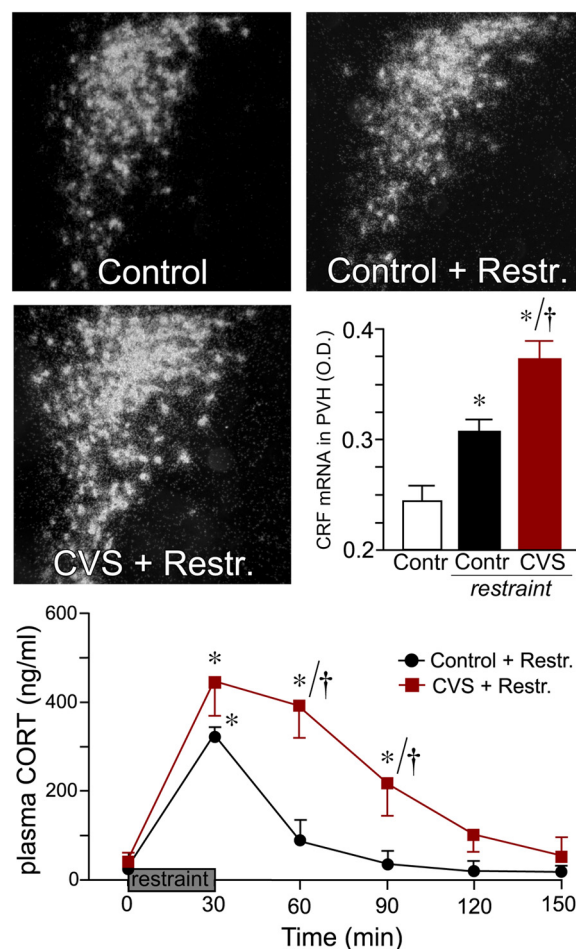 Control
Control + Restr.
CVS + Restr.
CRF mRNA in PVH (O.D.)
0.4
0.3
0.2
*
*/†
Contr
Contr
CVS
restraint
plasma CORT (ng/ml)
600
400
200
0
*
*
*/†
*/†
Control + Restr.
CVS + Restr.
restraint
0
30
60
90
120
150
Time (min)